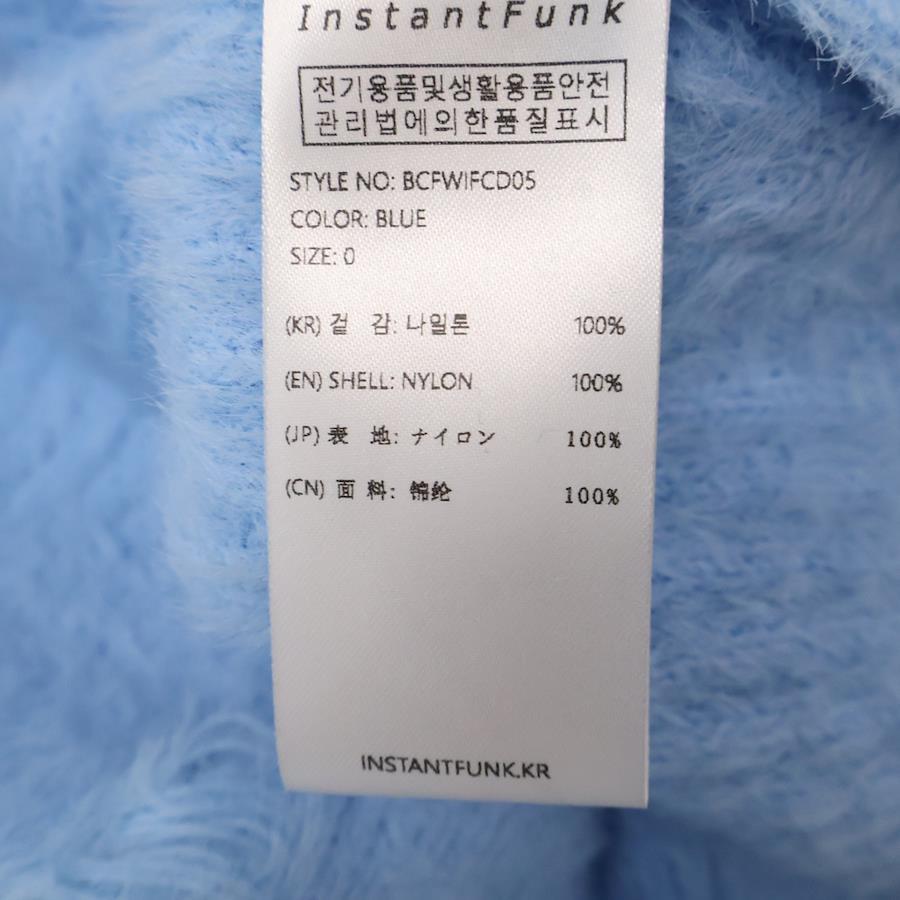 InstantFunk
전기용품및생활용품안전
관리법에의한품질표시
STYLE NO: BCFWIFCD05
COLOR: BLUE
SIZE: 0
(KR) 겉 감: 나일론 100%
(EN) SHELL: NYLON 100%
(JP) 表 地: ナイロン 100%
(CN) 面 料: 锦纶 100%
INSTANTFUNK.KR